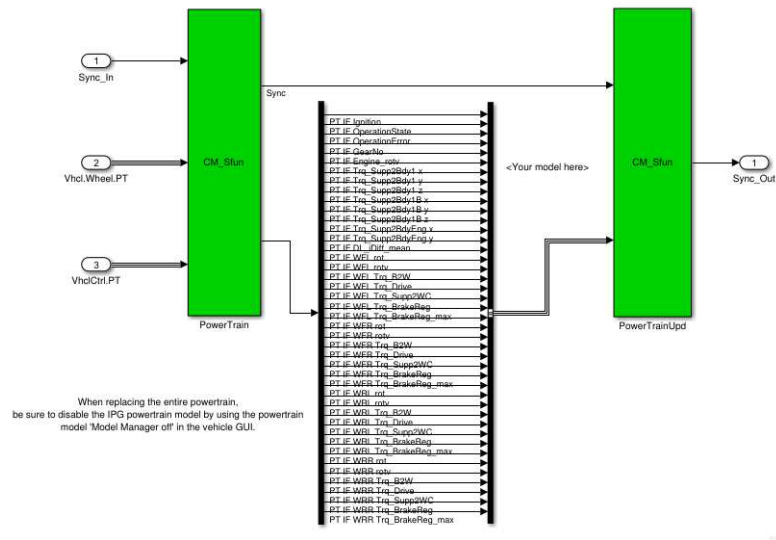 1
Sync_In
2
Vhcl.Wheel.PT
3
VhclCtrl.PT
CM_Sfun
PowerTrain
Sync
PT IF Ignition
PT IF OperationState
PT IF OperationError
PT IF GearNo
PT IF Engine_rotv
PT IF Trq_Supp2Bdy1 x
PT IF Trq_Supp2Bdy1 y
PT IF Trq_Supp2Bdy1 z
PT IF Trq_Supp2Bdy1B x
PT IF Trq_Supp2Bdy1B y
PT IF Trq_Supp2Bdy1B z
PT IF Trq_Supp2BdyEng x
PT IF Trq_Supp2BdyEng y
PT IF DL_iDiff_mean
PT IF WFL rot
PT IF WFL rotv
PT IF WFL Trq_B2W
PT IF WFL Trq_Drive
PT IF WFL Trq_Supp2WC
PT IF WFL Trq_BrakeReg
PT IF WFL Trq_BrakeReg_max
PT IF WFR rot
PT IF WFR rotv
PT IF WFR Trq_B2W
PT IF WFR Trq_Drive
PT IF WFR Trq_Supp2WC
PT IF WFR Trq_BrakeReg
PT IF WFR Trq_BrakeReg_max
PT IF WRL rot
PT IF WRL rotv
PT IF WRL Trq_B2W
PT IF WRL Trq_Drive
PT IF WRL Trq_Supp2WC
PT IF WRL Trq_BrakeReg
PT IF WRL Trq_BrakeReg_max
PT IF WRR rot
PT IF WRR rotv
PT IF WRR Trq_B2W
PT IF WRR Trq_Drive
PT IF WRR Trq_Supp2WC
PT IF WRR Trq_BrakeReg
PT IF WRR Trq_BrakeReg_max
<Your model here>
CM_Sfun
PowerTrainUpd
1
Sync_Out
When replacing the entire powertrain,
be sure to disable the IPG powertrain model by using the powertrain
model 'Model Manager off' in the vehicle GUI.